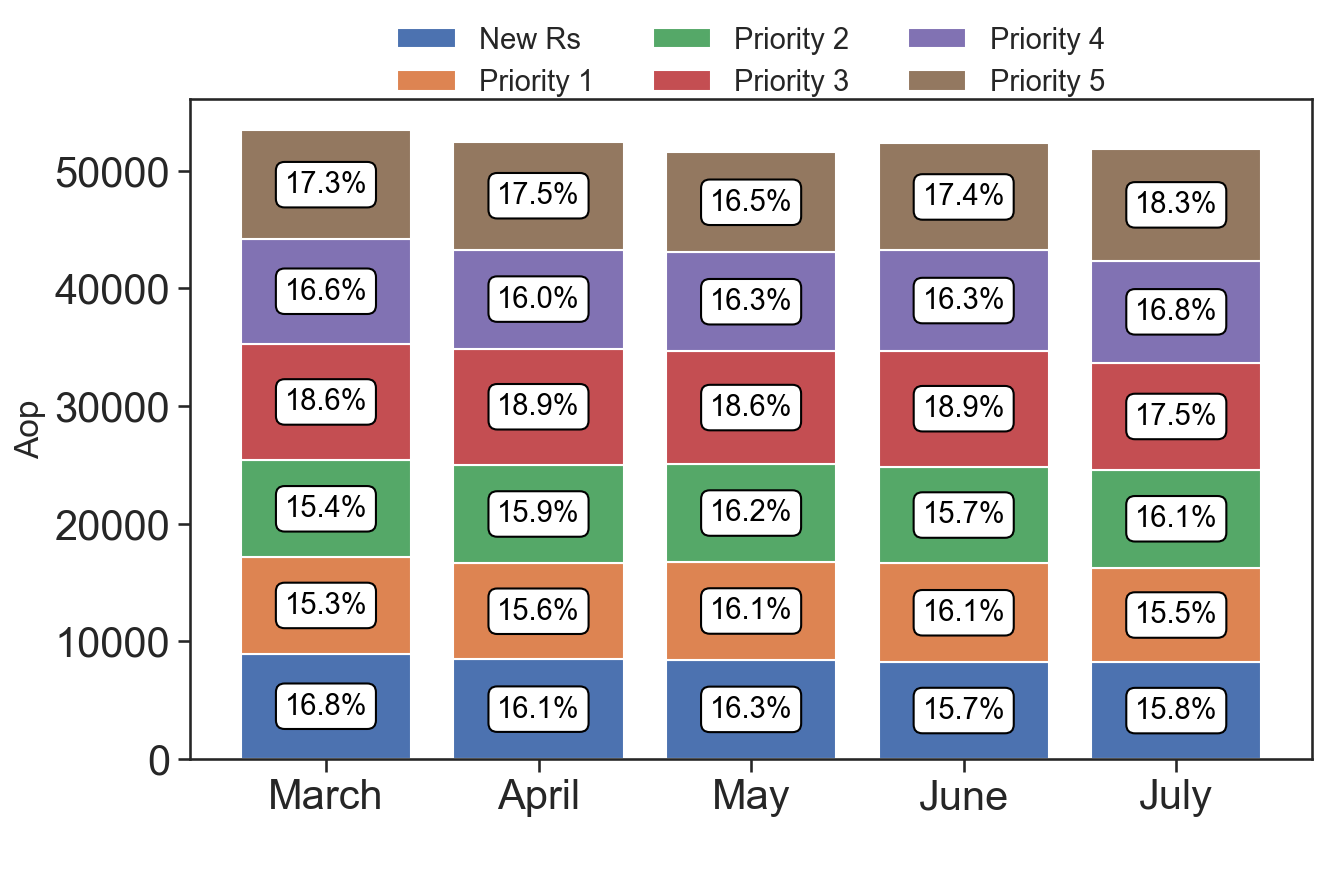 New Rs Priority 2 Priority 4
Priority 1 Priority 3 Priority 5
50000
17.3% 17.5% 16.5% 17.4% 18.3%
40000
16.6% 16.0% 16.3% 16.3% 16.8%
30000
18.6% 18.9% 18.6% 18.9% 17.5%
Aop
20000
15.4% 15.9% 16.2% 15.7% 16.1%
15.3% 15.6% 16.1% 16.1% 15.5%
10000
16.8% 16.1% 16.3% 15.7% 15.8%
0
March April May June July